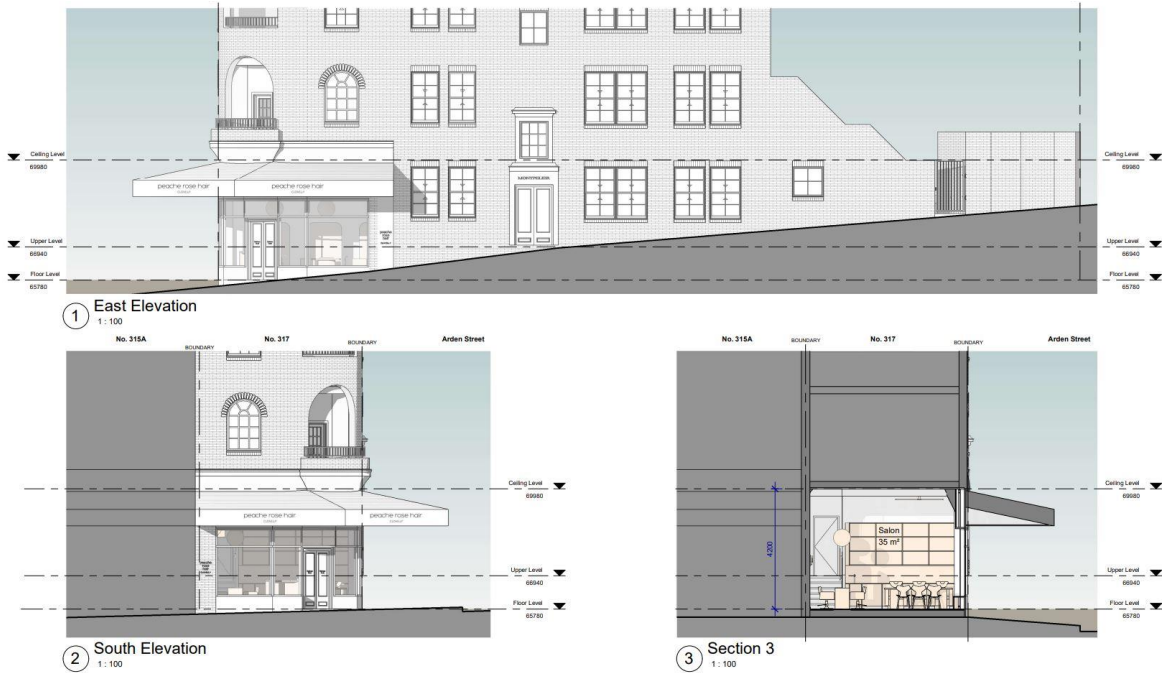 Ceiling Level
69980
Ceiling Level
69980
peache rose hair
peache rose hair
MONTPELIER
Upper Level
66940
Upper Level
66940
Floor Level
65780
Floor Level
65780
1
East Elevation
1 : 100
No. 315A
BOUNDARY
No. 317
BOUNDARY
Arden Street
Ceiling Level
69980
peache rose hair
peache rose hair
Upper Level
66940
Floor Level
65780
2
South Elevation
1 : 100
No. 315A
BOUNDARY
No. 317
BOUNDARY
Arden Street
Ceiling Level
69980
Salon
35 m²
4200
Upper Level
66940
Floor Level
65780
3
Section 3
1 : 100